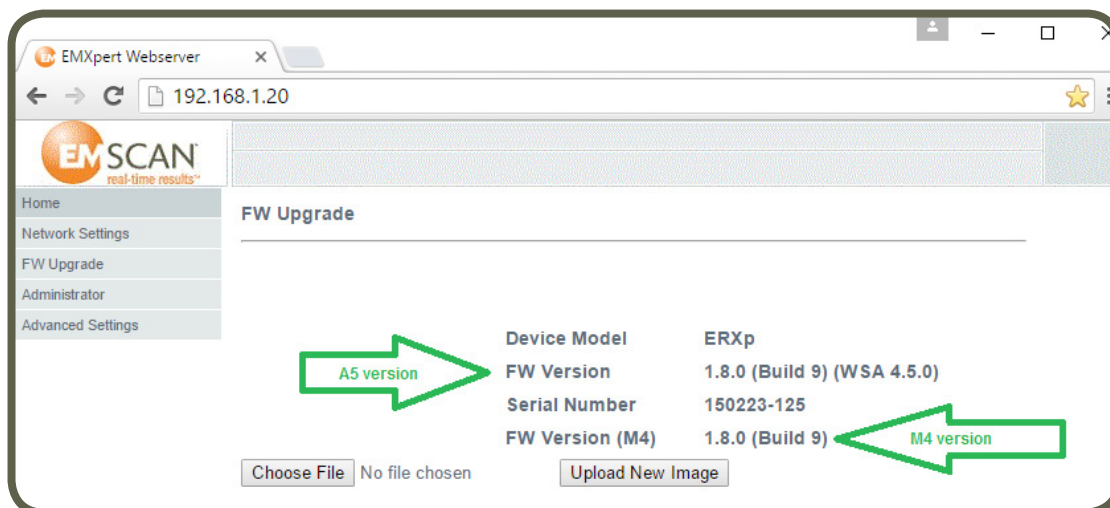 EMXpert Webserver
192.168.1.20
EMSCAN
real-time results™
Home
Network Settings
FW Upgrade
Administrator
Advanced Settings
FW Upgrade
Device Model ERXp
A5 version
FW Version 1.8.0 (Build 9) (WSA 4.5.0)
Serial Number 150223-125
FW Version (M4) 1.8.0 (Build 9)
M4 version
Choose File No file chosen Upload New Image